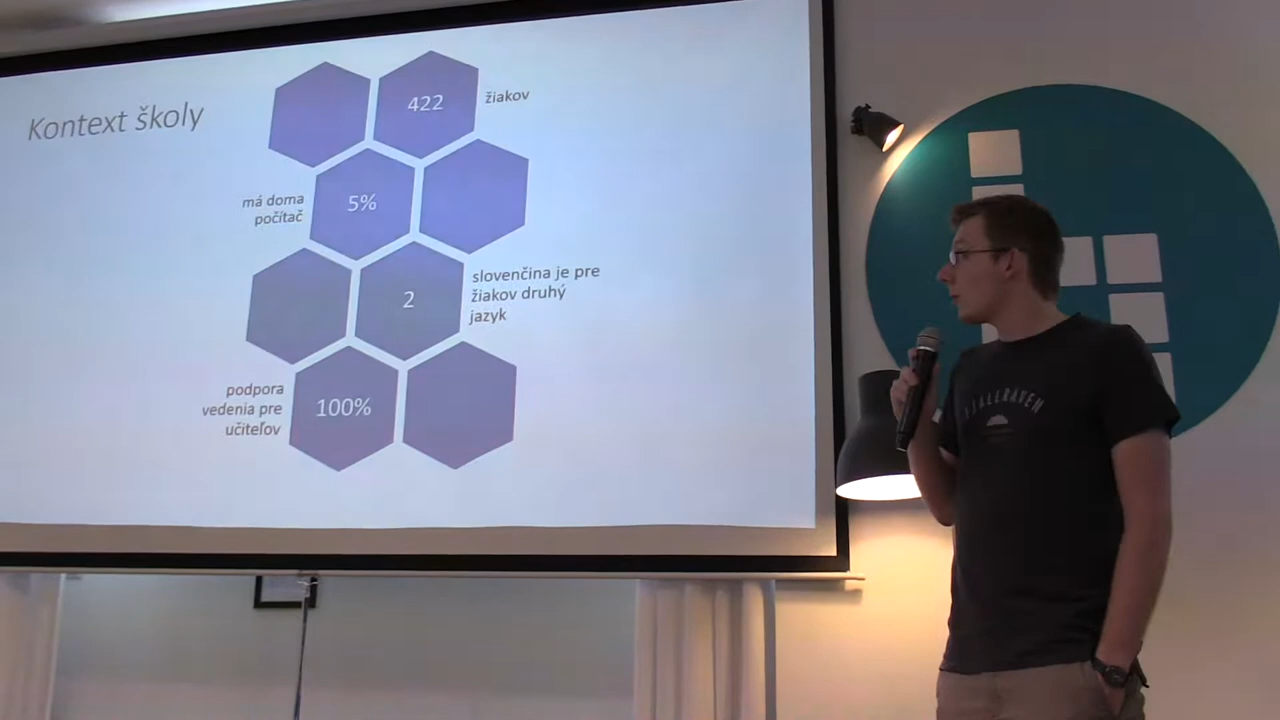 Kontext školy
422
žiakov
má doma
počítač
5%
2
slovenčina je pre
žiakov druhý
jazyk
podpora
vedenia pre
učiteľov
100%
FJALLRAVEN